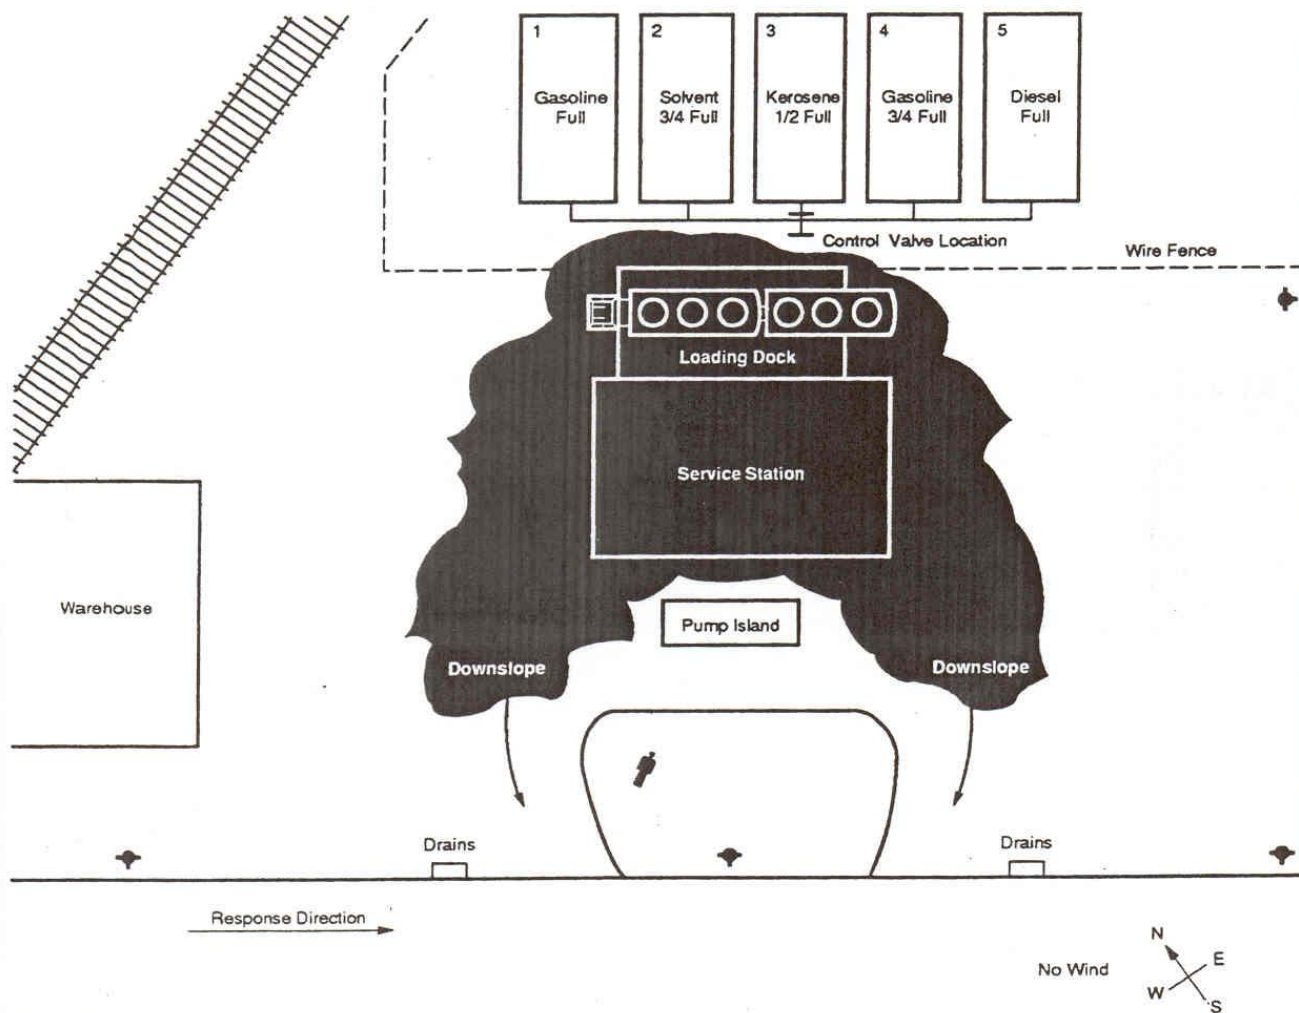 1
Gasoline
Full
2
Solvent
3/4 Full
3
Kerosene
1/2 Full
4
Gasoline
3/4 Full
5
Diesel
Full
Control Valve Location
Wire Fence
Loading Dock
Service Station
Warehouse
Pump Island
Downslope
Downslope
Drains
Drains
Response Direction
No Wind
N
E
W
S